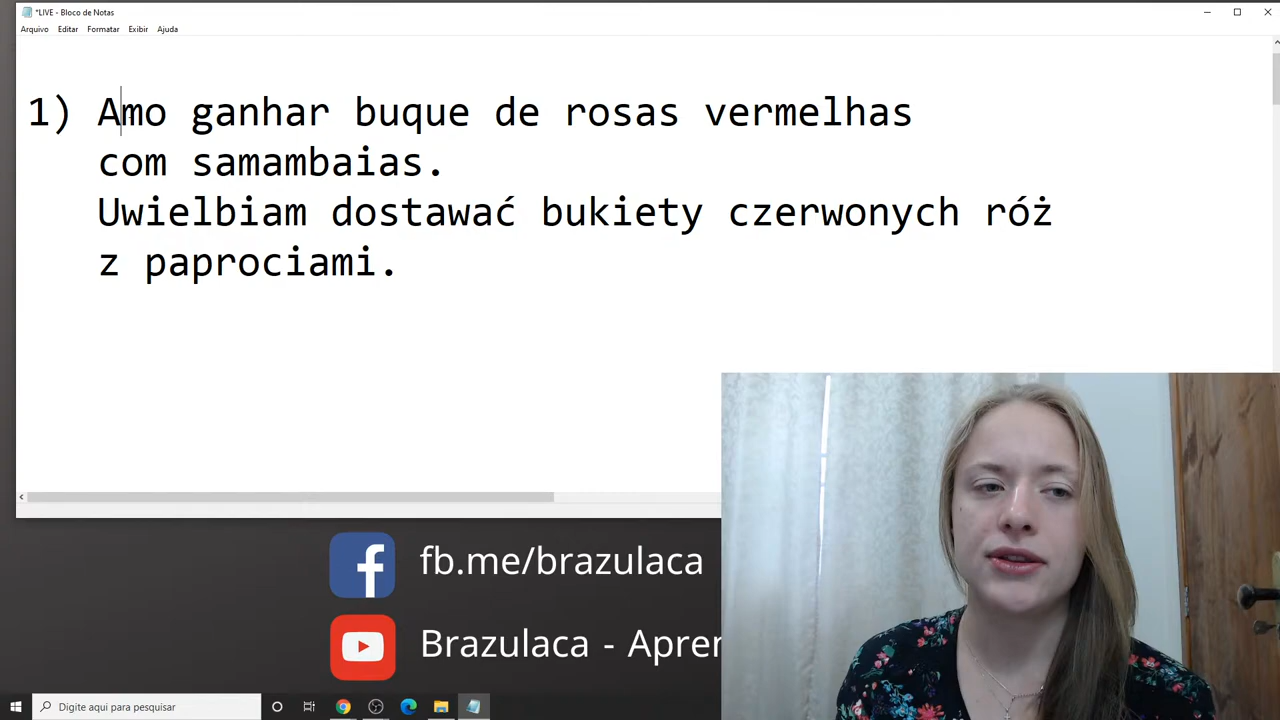 *LIVE - Bloco de Notas
Arquivo Editar Formatar Exibir Ajuda
1) Amo ganhar buque de rosas vermelhas
com samambaias.
Uwielbiam dostawać bukiety czerwonych róż
z paprociami.
fb.me/brazulaca
Brazulaca - Apren
Digite aqui para pesquisar